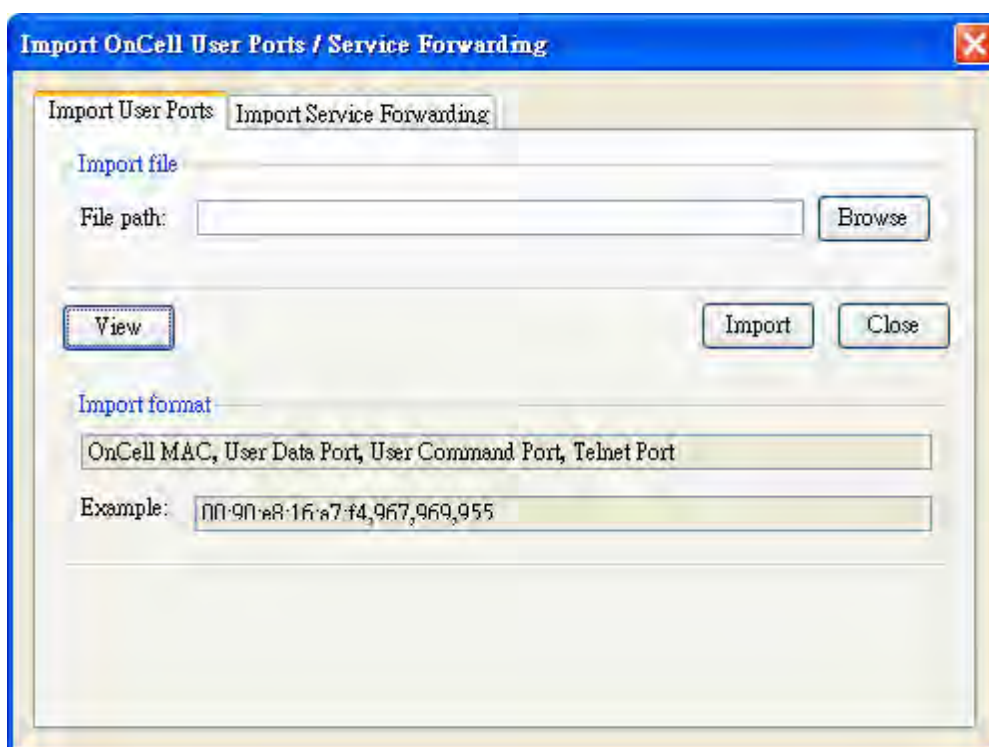 Import OnCell User Ports / Service Forwarding
Import User Ports
Import Service Forwarding
Import file
File path:
Browse
View
Import
Close
Import format
OnCell MAC, User Data Port, User Command Port, Telnet Port
Example:
00:90:e8:16:a7:f4,967,969,955